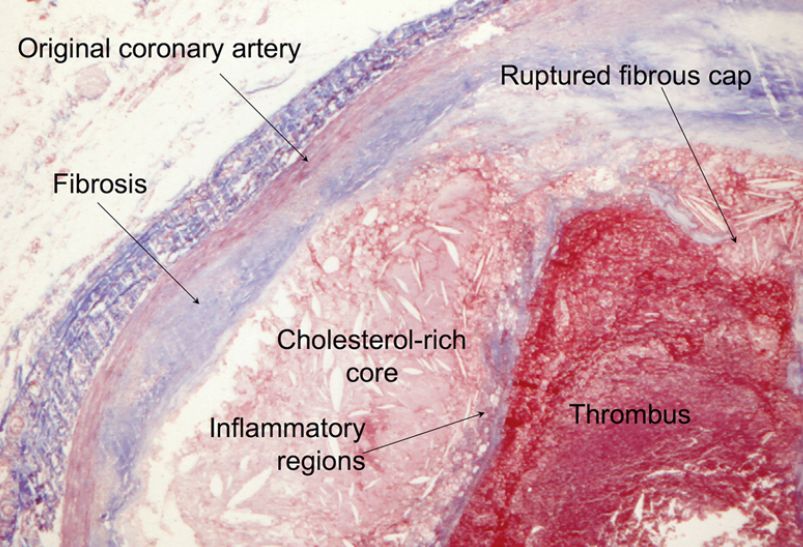 Original coronary artery
Ruptured fibrous cap
Fibrosis
Cholesterol-rich
core
Inflammatory
regions
Thrombus